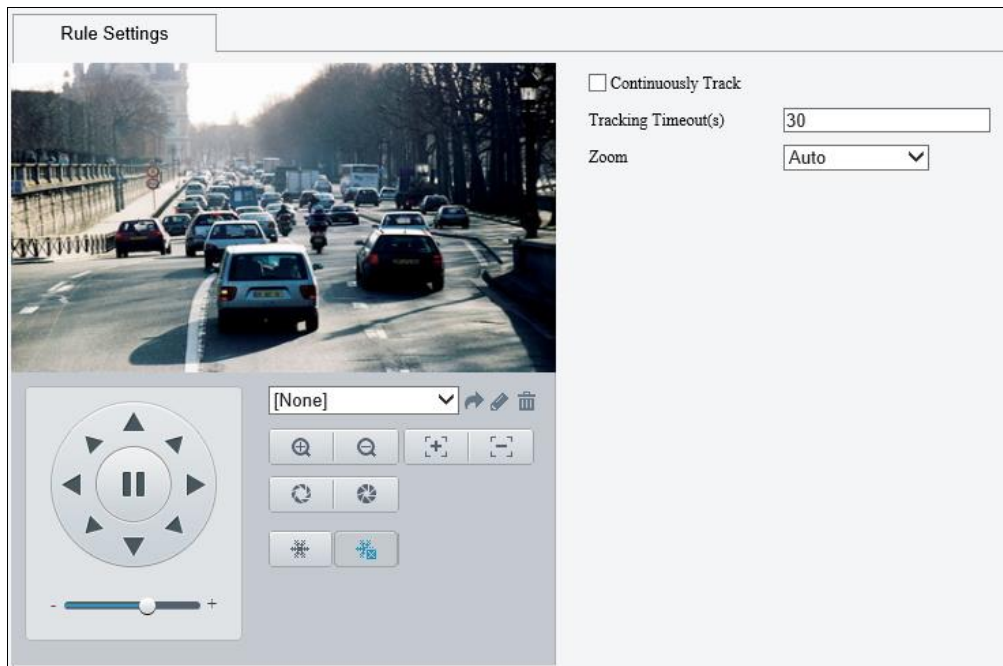 Rule Settings
Continuously Track
Tracking Timeout(s) 30
Zoom Auto
[None]
- +